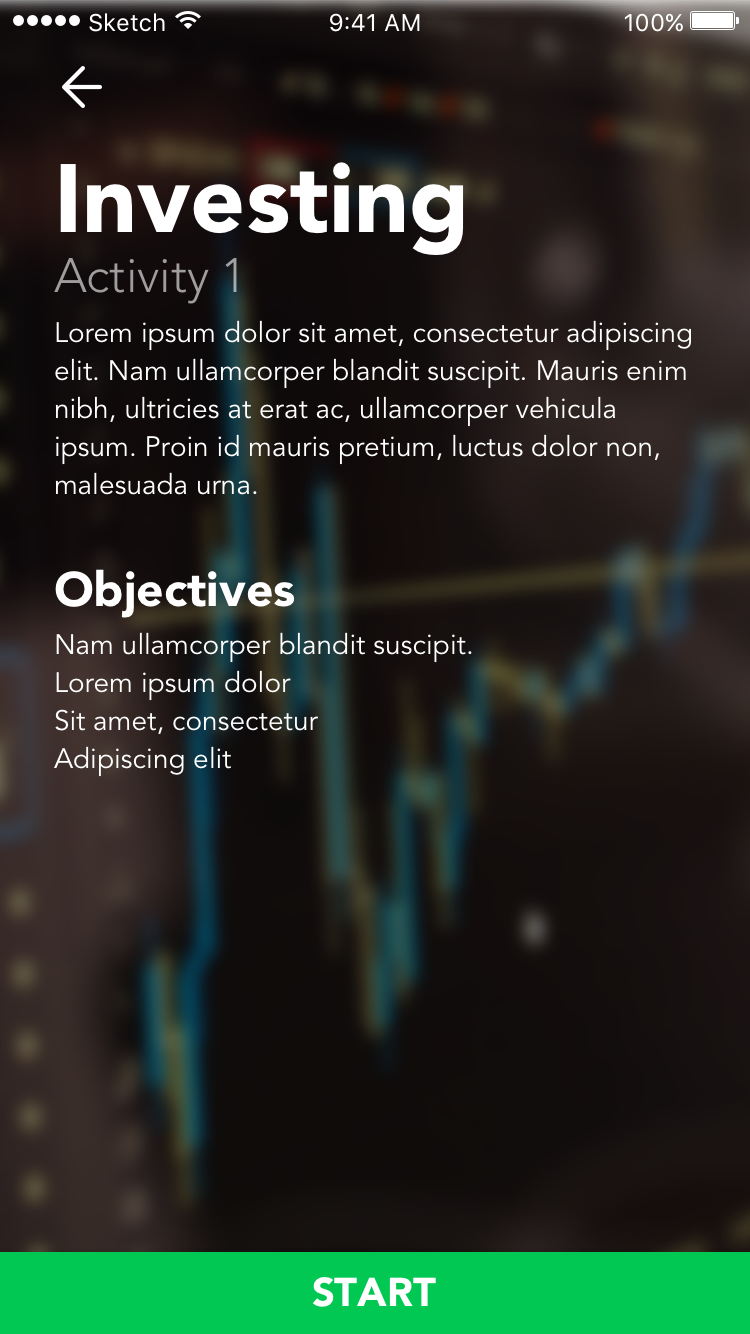 Sketch 9:41 AM 100%
Investing
Activity 1
Lorem ipsum dolor sit amet, consectetur adipiscing
elit. Nam ullamcorper blandit suscipit. Mauris enim
nibh, ultricies at erat ac, ullamcorper vehicula
ipsum. Proin id mauris pretium, luctus dolor non,
malesuada urna.
Objectives
Nam ullamcorper blandit suscipit.
Lorem ipsum dolor
Sit amet, consectetur
Adipiscing elit
START